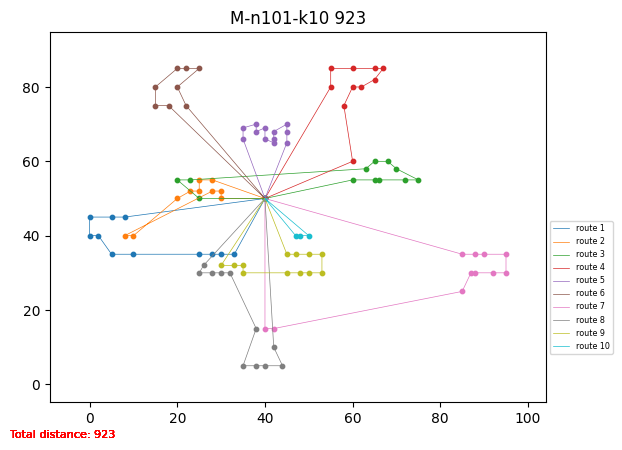 M-n101-k10 923
80
60
40
20
0
0 20 40 60 80 100
route 1
route 2
route 3
route 4
route 5
route 6
route 7
route 8
route 9
route 10
Total distance: 923